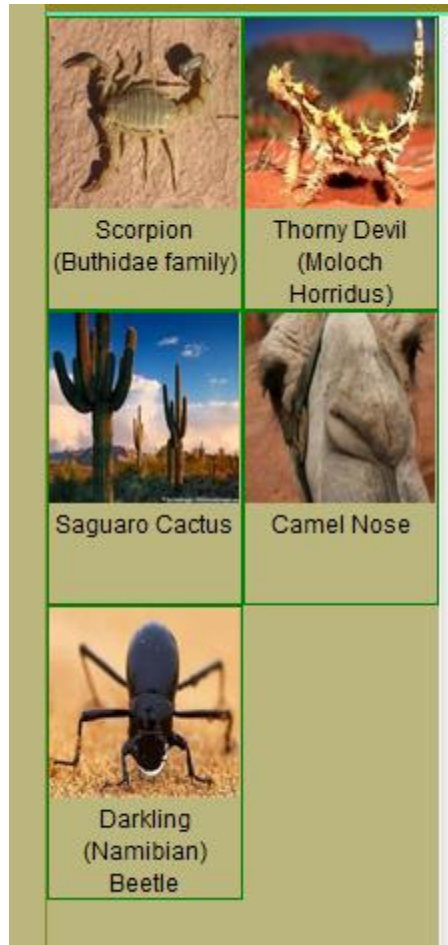 Scorpion
(Buthidae family)
Thorny Devil
(Moloch
Horridus)
Saguaro Cactus
Camel Nose
Darkling
(Namibian)
Beetle